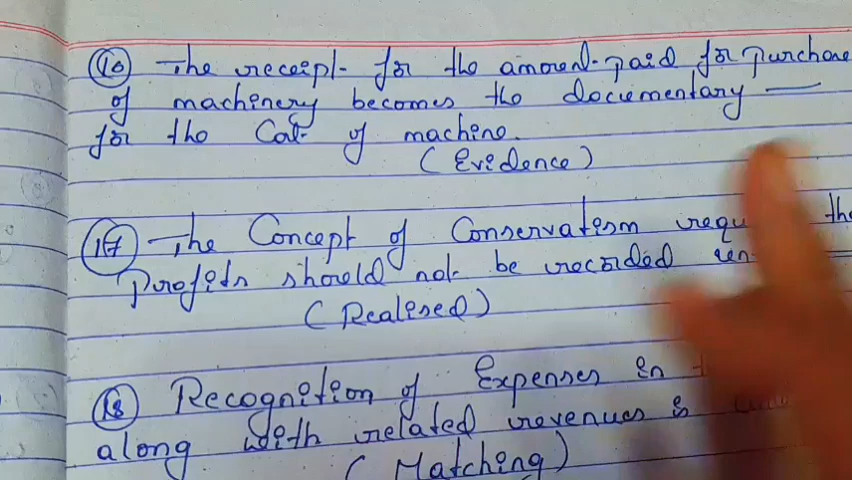 (16) The receipt for the amount paid for purchase
of machinery becomes the documentary —
for the Cost of machine.
(Evidence)
(17) The Concept of Conservatism the
Profits should not be recorded
(Realised)
(18) Recognition of Expenses in
along with related revenues is
(Matching)